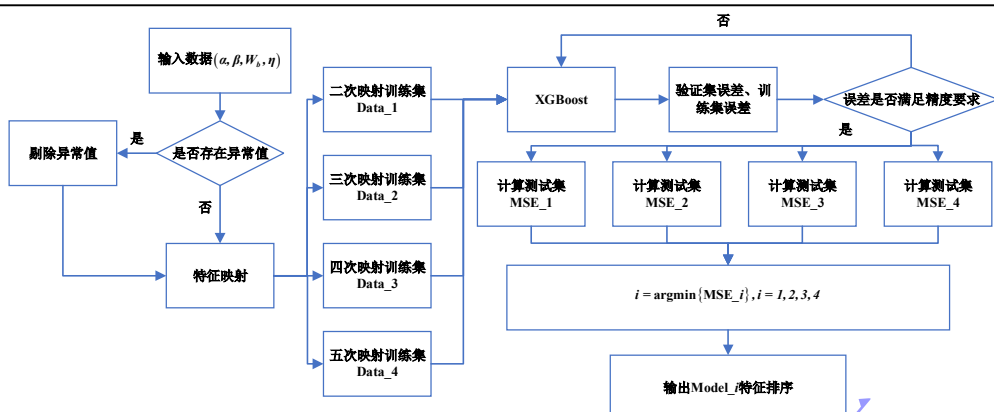 输入数据(α, β, W_b, η)
是否存在异常值
是
剔除异常值
否
特征映射
二次映射训练集
Data_1
三次映射训练集
Data_2
四次映射训练集
Data_3
五次映射训练集
Data_4
XGBoost
验证集误差、训
练集误差
误差是否满足精度要求
否
是
计算测试集
MSE_1
计算测试集
MSE_2
计算测试集
MSE_3
计算测试集
MSE_4
i = argmin{MSE_i}, i = 1, 2, 3, 4
输出Model_i特征排序